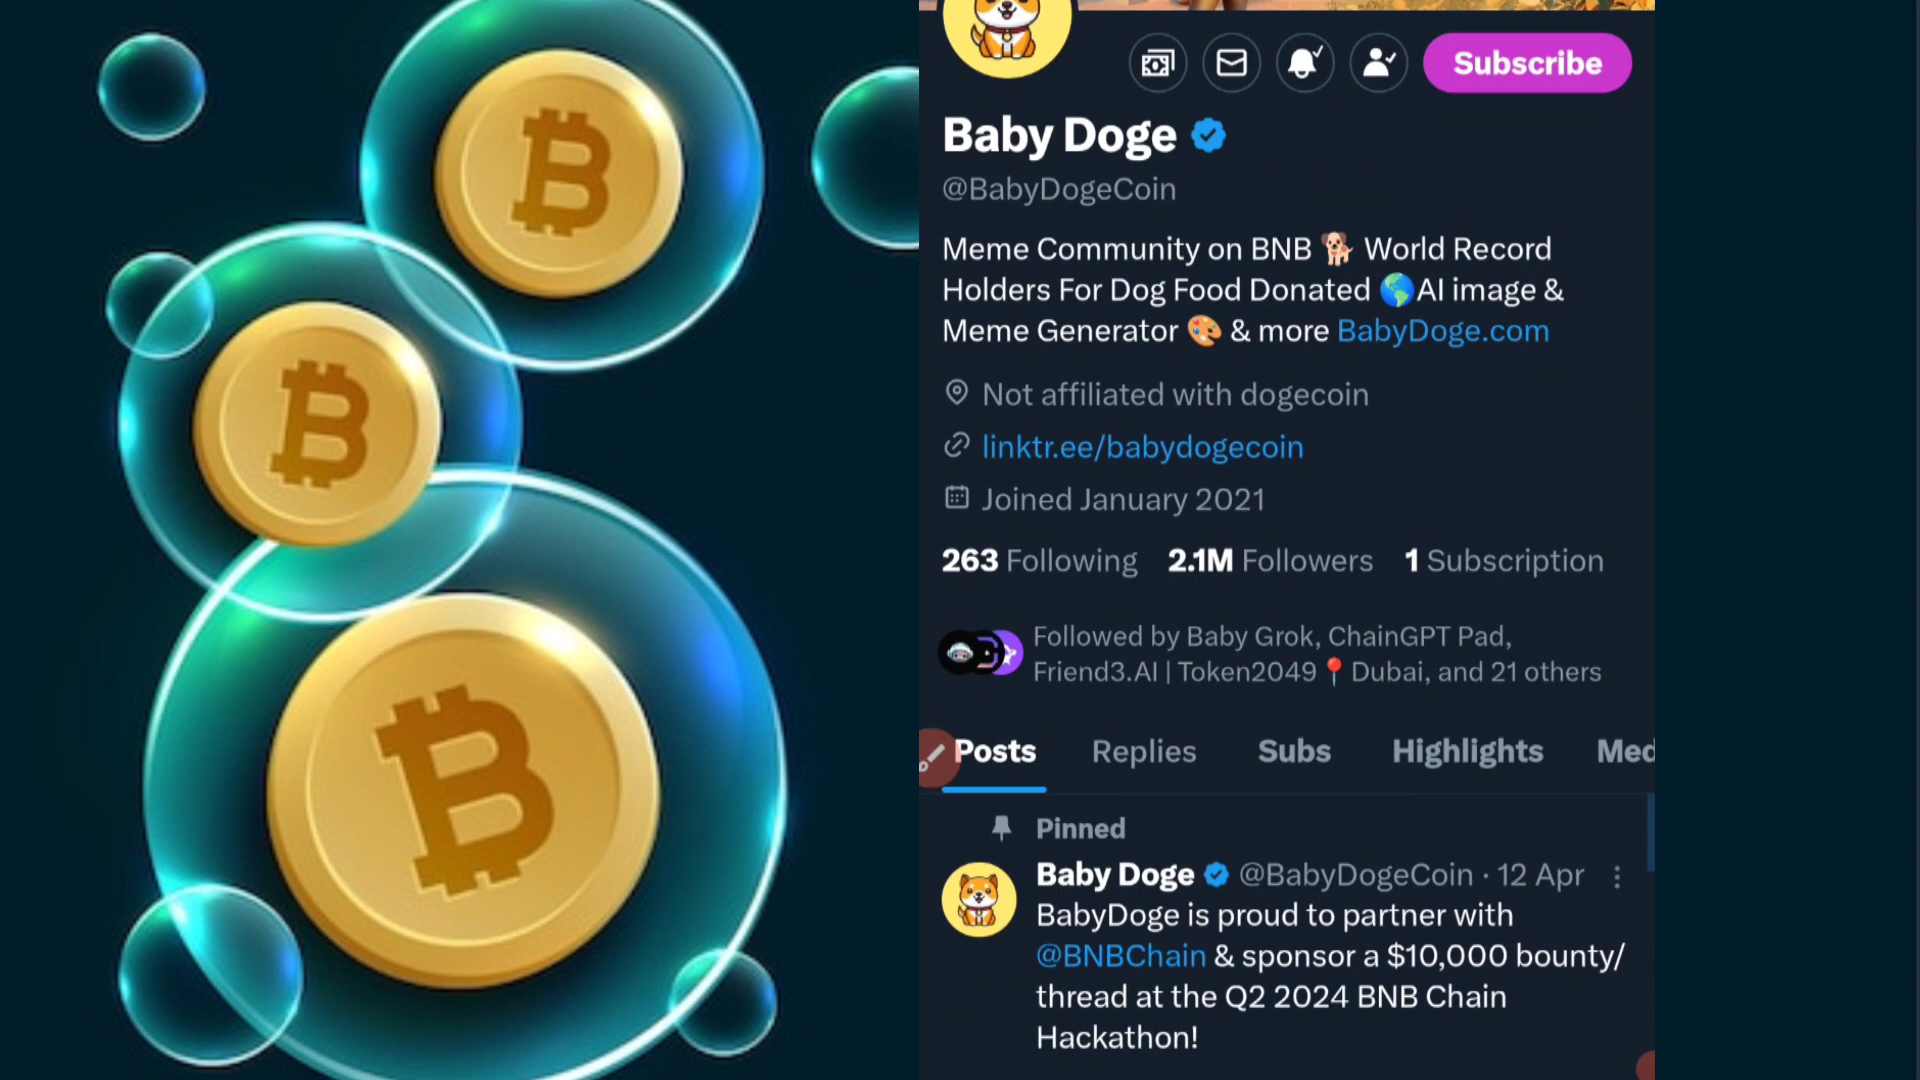 Subscribe
Baby Doge
@BabyDogeCoin
Meme Community on BNB 🐕 World Record
Holders For Dog Food Donated 🌎AI image &
Meme Generator 🎨 & more BabyDoge.com
Not affiliated with dogecoin
linktr.ee/babydogecoin
Joined January 2021
263 Following 2.1M Followers 1 Subscription
Followed by Baby Grok, ChainGPT Pad,
Friend3.AI | Token2049📍Dubai, and 21 others
Posts Replies Subs Highlights Med
Pinned
Baby Doge @BabyDogeCoin · 12 Apr
BabyDoge is proud to partner with
@BNBChain & sponsor a $10,000 bounty/
thread at the Q2 2024 BNB Chain
Hackathon!